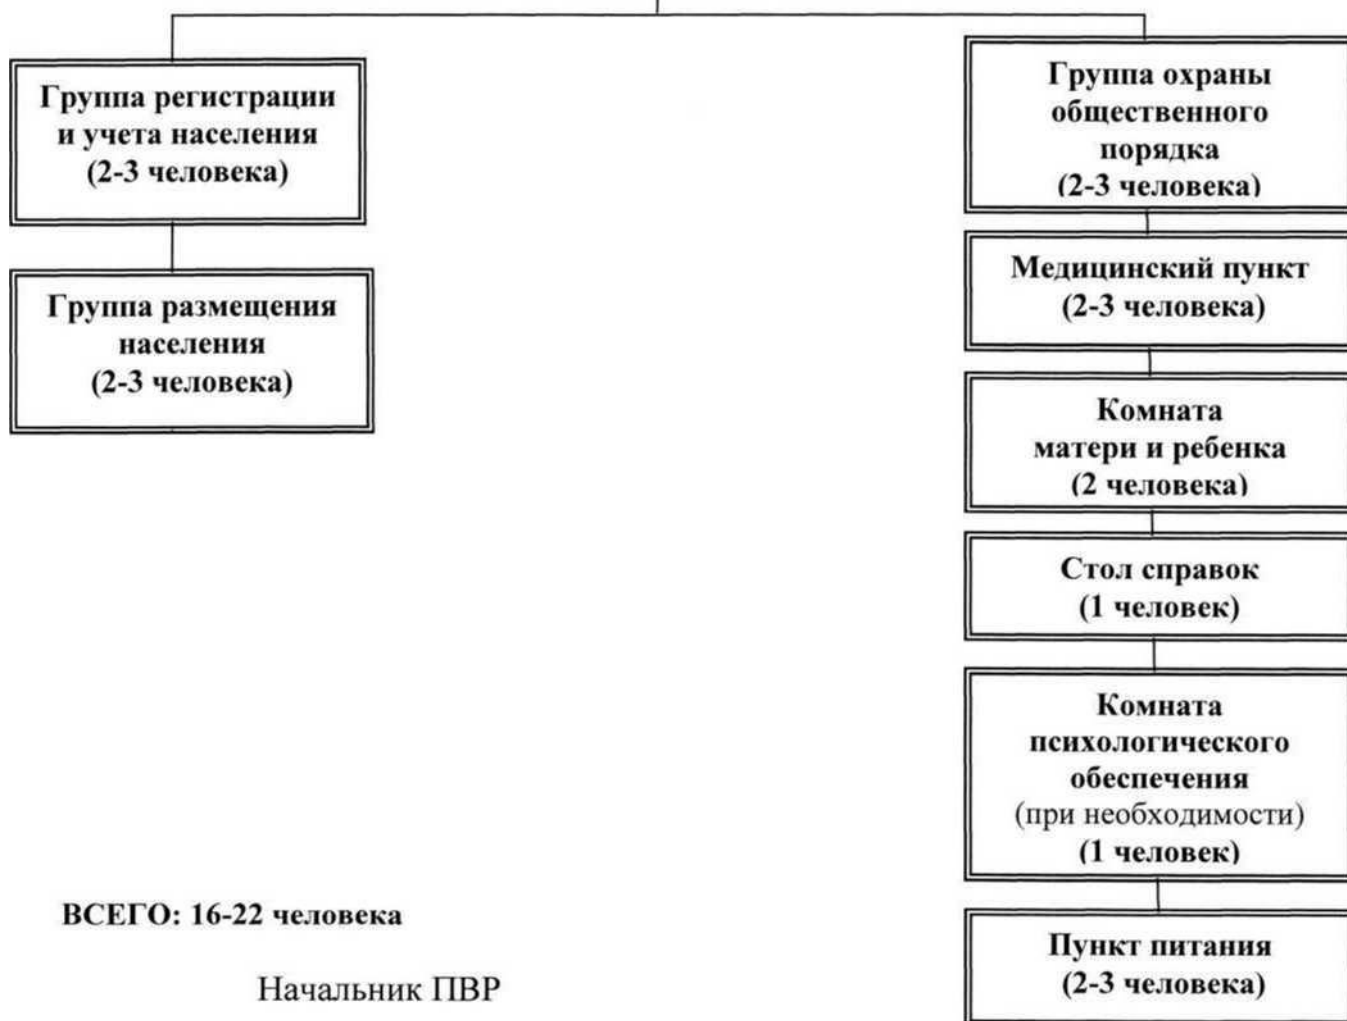 Группа регистрации
и учета населения
(2-3 человека)
Группа размещения
населения
(2-3 человека)
Группа охраны
общественного
порядка
(2-3 человека)
Медицинский пункт
(2-3 человека)
Комната
матери и ребенка
(2 человека)
Стол справок
(1 человек)
Комната
психологического
обеспечения
(при необходимости)
(1 человек)
Пункт питания
(2-3 человека)
ВСЕГО: 16-22 человека
Начальник ПВР